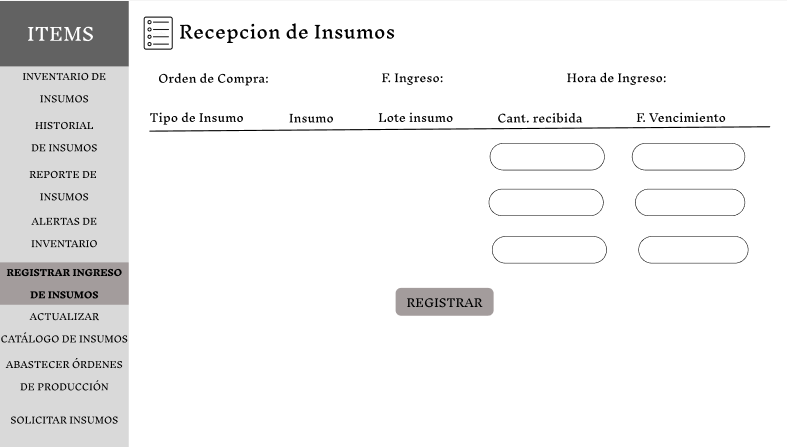 ITEMS
INVENTARIO DE
INSUMOS
HISTORIAL
DE INSUMOS
REPORTE DE
INSUMOS
ALERTAS DE
INVENTARIO
REGISTRAR INGRESO
DE INSUMOS
ACTUALIZAR
CATÁLOGO DE INSUMOS
ABASTECER ÓRDENES
DE PRODUCCIÓN
SOLICITAR INSUMOS
Recepcion de Insumos
Orden de Compra: F. Ingreso: Hora de Ingreso:
Tipo de Insumo Insumo Lote insumo Cant. recibida F. Vencimiento
REGISTRAR